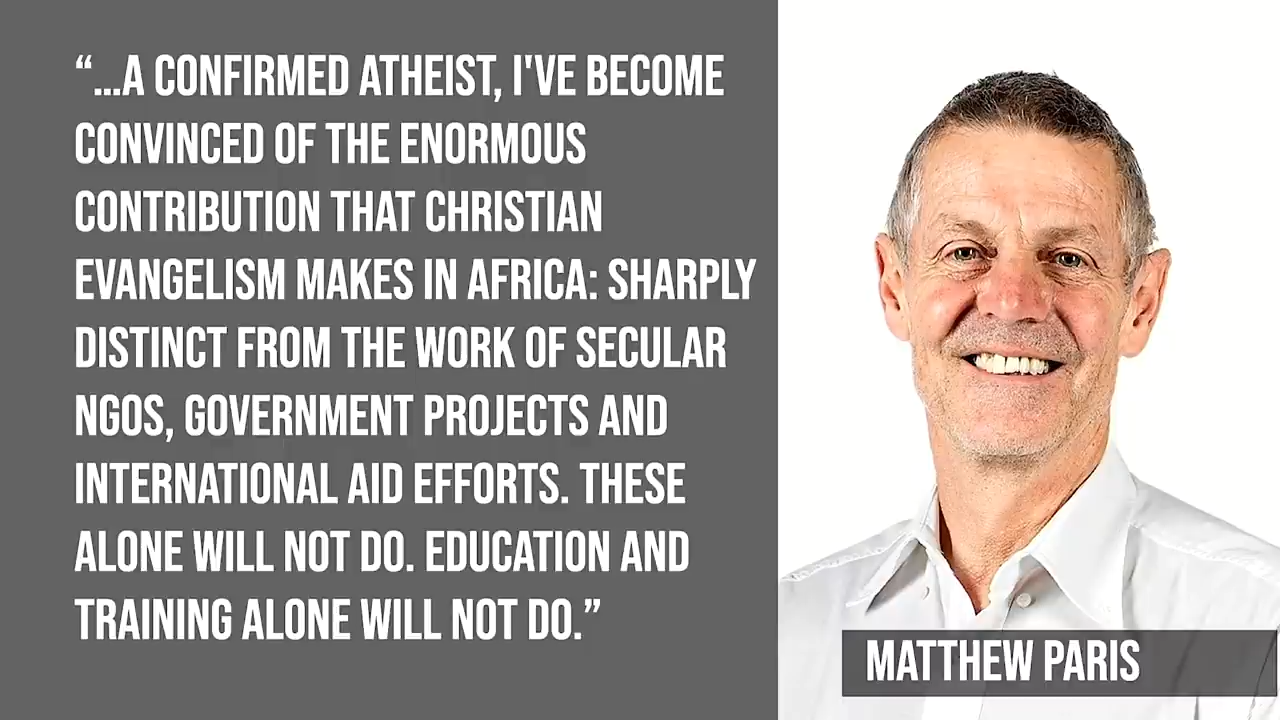 “...A CONFIRMED ATHEIST, I'VE BECOME
CONVINCED OF THE ENORMOUS
CONTRIBUTION THAT CHRISTIAN
EVANGELISM MAKES IN AFRICA: SHARPLY
DISTINCT FROM THE WORK OF SECULAR
NGOS, GOVERNMENT PROJECTS AND
INTERNATIONAL AID EFFORTS. THESE
ALONE WILL NOT DO. EDUCATION AND
TRAINING ALONE WILL NOT DO.”
MATTHEW PARIS